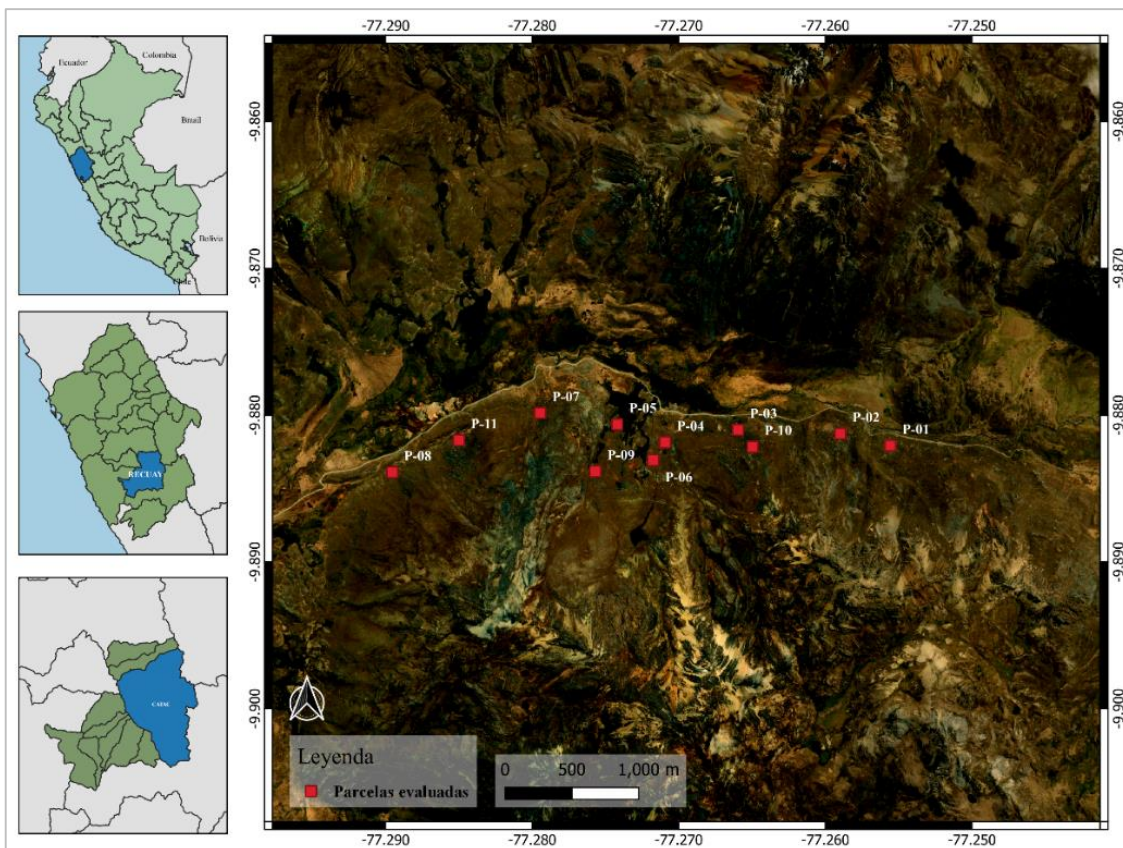 Ecuador
Colombia
Brasil
Bolivia
Chile
RECUAY
-77.290 -77.280 -77.270 -77.260 -77.250
-9.860
-9.870
-9.880
-9.890
-9.900
-9.860
-9.870
-9.880
-9.890
-9.900
P-07
P-05
P-03
P-02
P-11
P-04
P-10
P-01
P-08
P-09
P-06
Leyenda
Parcelas evaluadas
0 500 1,000 m
-77.290 -77.280 -77.270 -77.260 -77.250